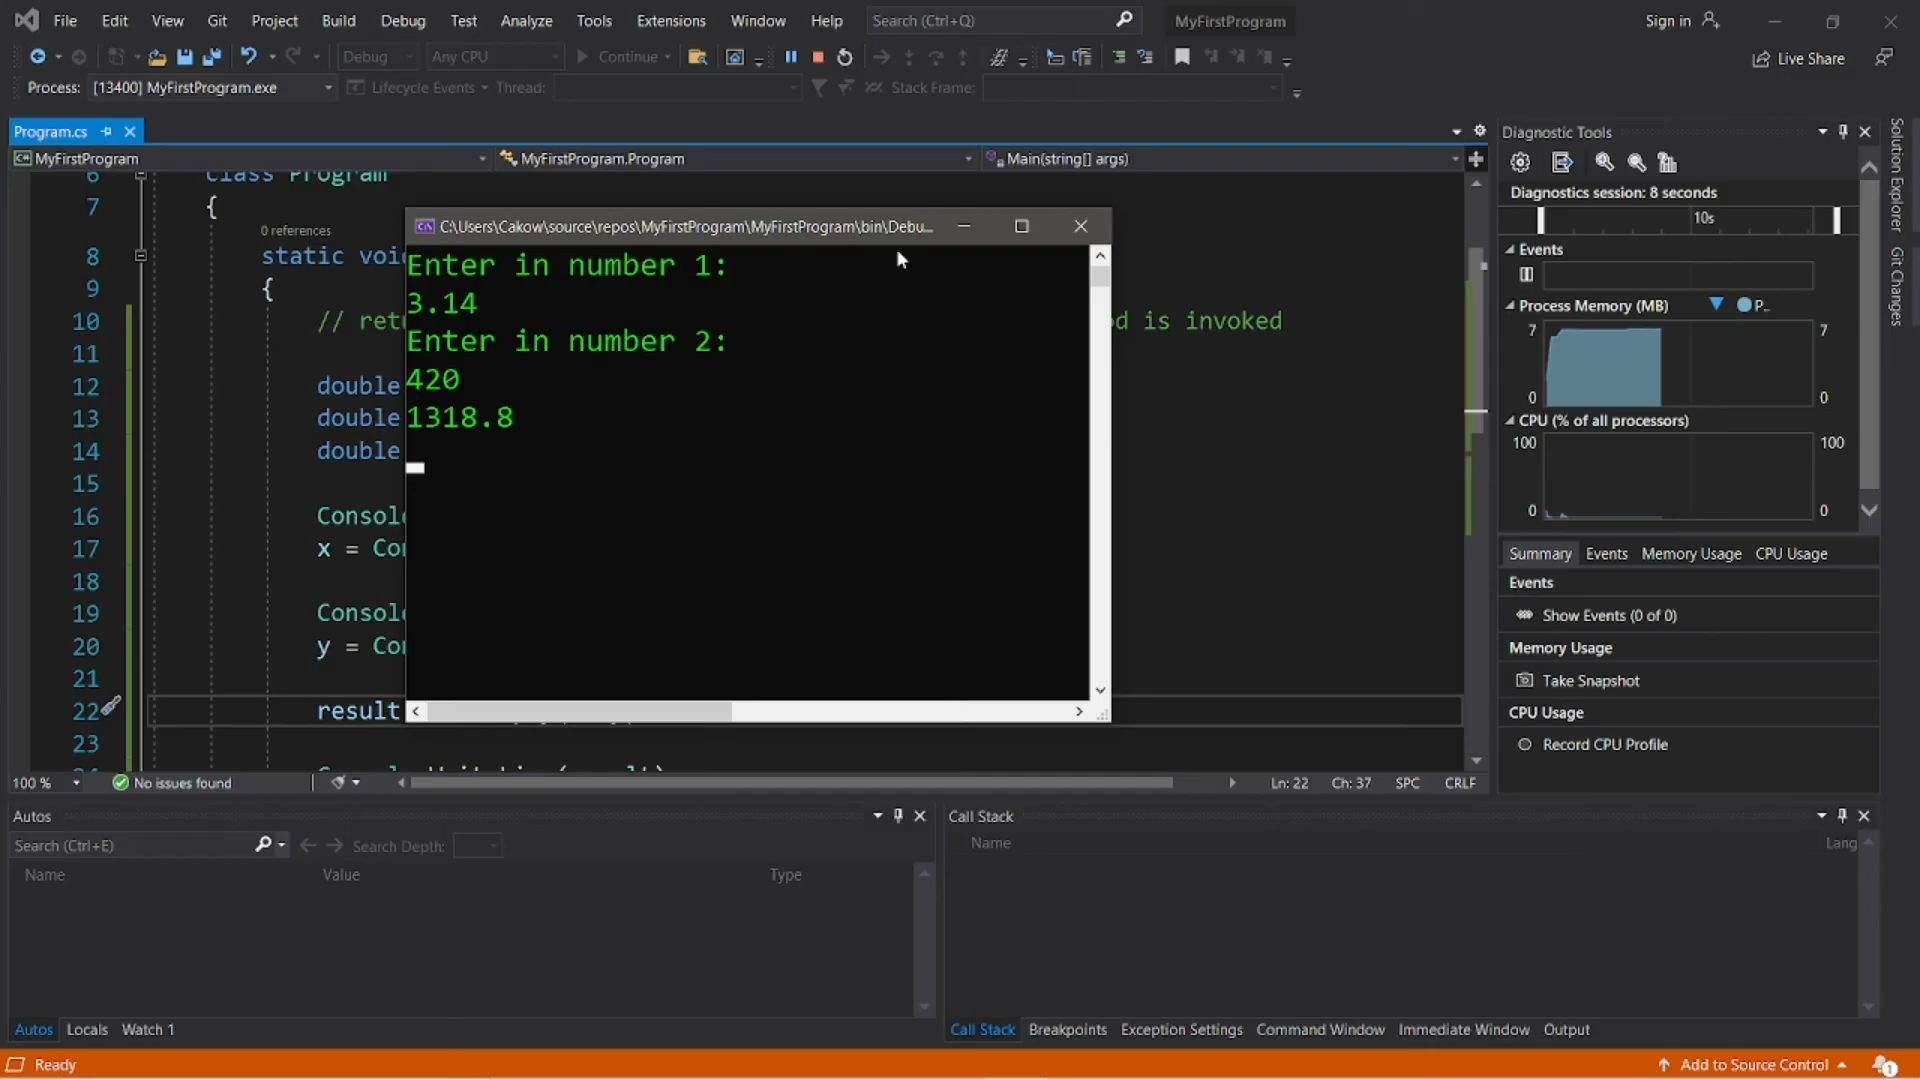 File Edit View Git Project Build Debug Test Analyze Tools Extensions Window Help Search (Ctrl+Q) MyFirstProgram Sign in
Debug Any CPU Continue Live Share
Process: [13400] MyFirstProgram.exe Lifecycle Events Thread: Stack Frame:
Program.cs
MyFirstProgram MyFirstProgram.Program Main(string[] args)
6 class Program
7 {
0 references
8 static voi
9 {
10 // ret d is invoked
11
12 double
13 double
14 double
15
16 Consol
17 x = Co
18
19 Consol
20 y = Co
21
22 result
23
C:\Users\Cakow\source\repos\MyFirstProgram\MyFirstProgram\bin\Debu...
Enter in number 1:
3.14
Enter in number 2:
420
1318.8
100 % No issues found Ln: 22 Ch: 37 SPC CRLF
Diagnostic Tools
Diagnostics session: 8 seconds
10s
Events
Process Memory (MB) P...
7 7
0 0
CPU (% of all processors)
100 100
0 0
Summary Events Memory Usage CPU Usage
Events
Show Events (0 of 0)
Memory Usage
Take Snapshot
CPU Usage
Record CPU Profile
Solution Explorer
Git Changes
Autos
Search (Ctrl+E) Search Depth:
Name Value Type
Autos Locals Watch 1
Call Stack
Name Lang
Call Stack Breakpoints Exception Settings Command Window Immediate Window Output
Ready Add to Source Control 1